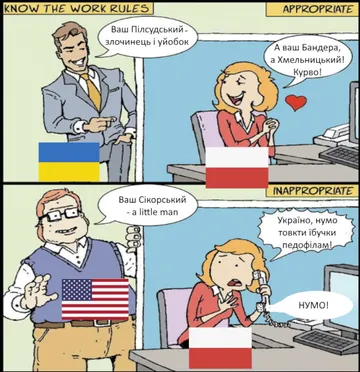 KNOW THE WORK RULES
APPROPRIATE
Ваш Пілсудський -
злочинець і уйобок
А ваш Бандера,
а Хмельницький!
Курво!
INAPPROPRIATE
Ваш Сікорський
- a little man
Україно, нумо
товкти їбучки
педофілам!
НУМО!